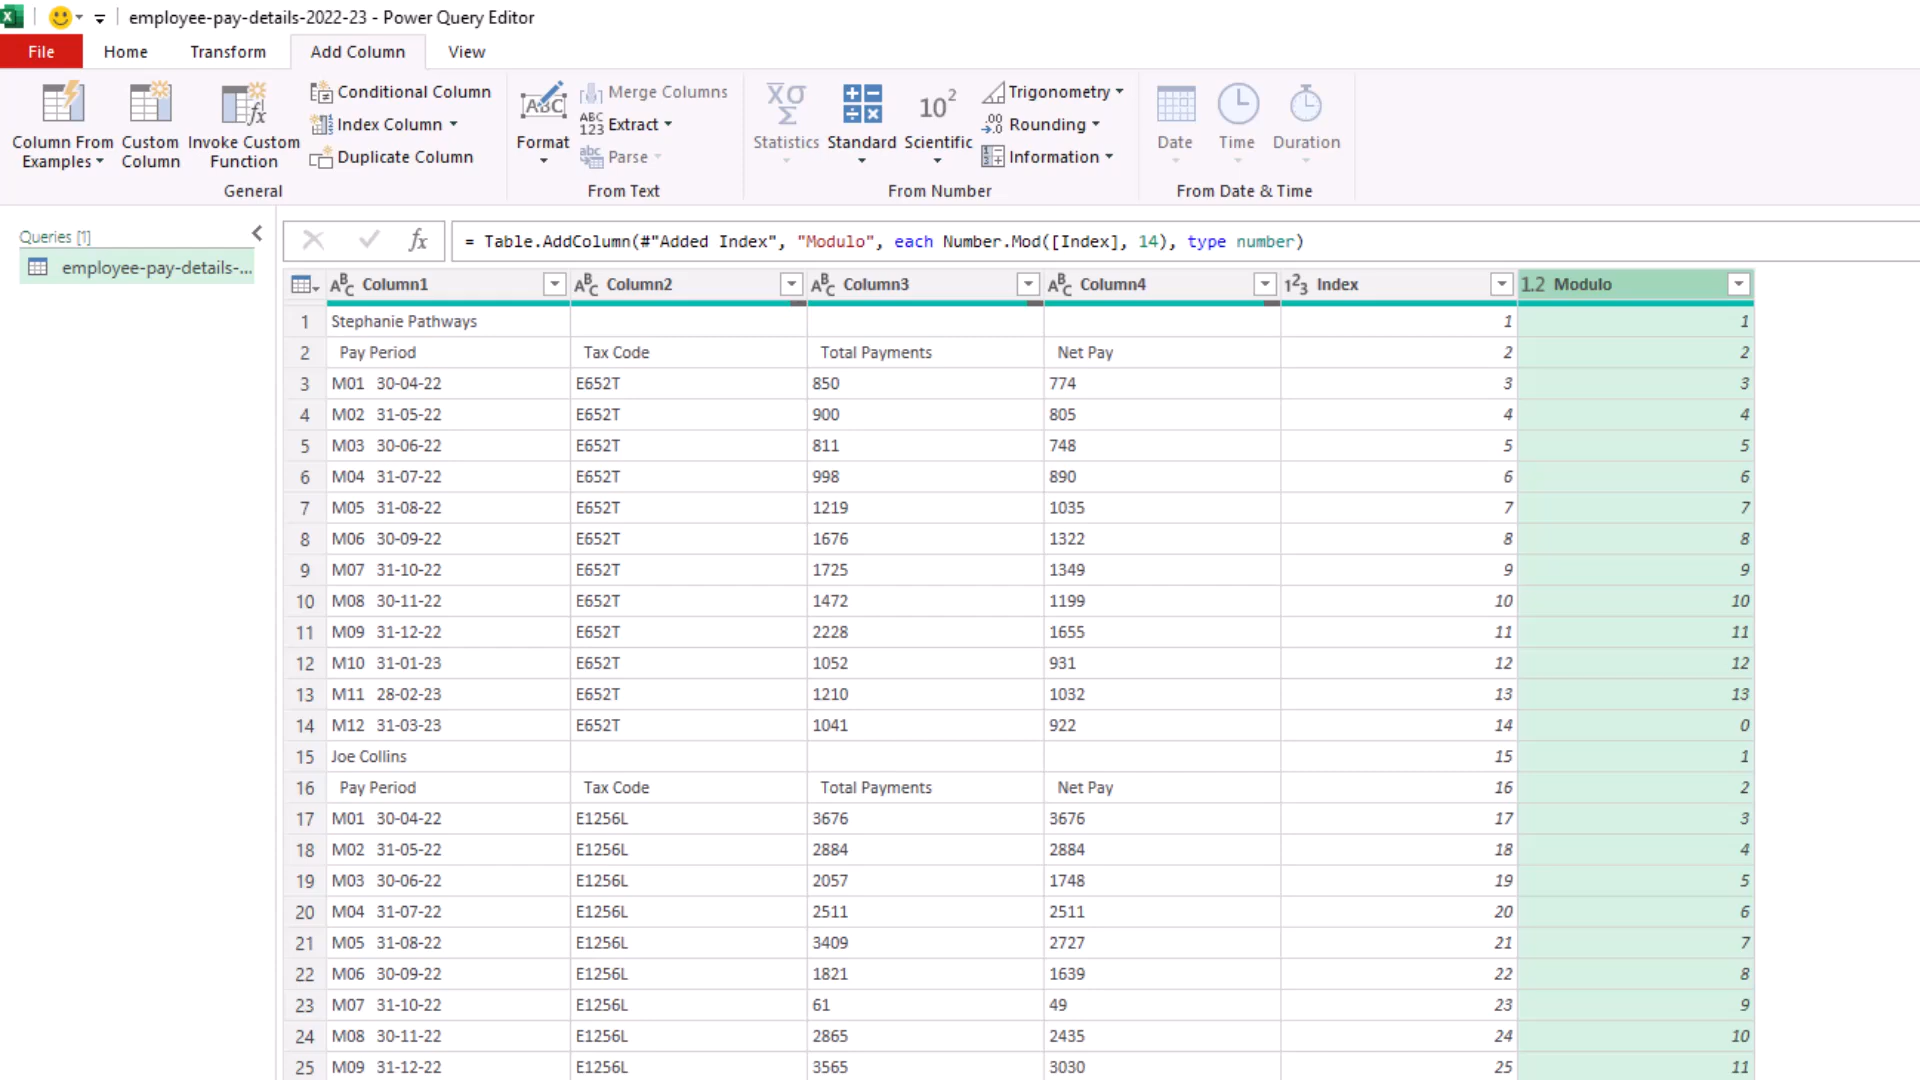 employee-pay-details-2022-23 - Power Query Editor
File Home Transform Add Column View
Column From Examples
Custom Column
Invoke Custom Function
Conditional Column
Index Column
Duplicate Column
General
Format
Merge Columns
Extract
Parse
From Text
Statistics
Standard
Scientific
Trigonometry
Rounding
Information
From Number
Date
Time
Duration
From Date & Time
Queries [1]
employee-pay-details-...
= Table.AddColumn(#"Added Index", "Modulo", each Number.Mod([Index], 14), type number)
Column1 Column2 Column3 Column4 Index 1.2 Modulo
1 Stephanie Pathways 1 1
2 Pay Period Tax Code Total Payments Net Pay 2 2
3 M01 30-04-22 E652T 850 774 3 3
4 M02 31-05-22 E652T 900 805 4 4
5 M03 30-06-22 E652T 811 748 5 5
6 M04 31-07-22 E652T 998 890 6 6
7 M05 31-08-22 E652T 1219 1035 7 7
8 M06 30-09-22 E652T 1676 1322 8 8
9 M07 31-10-22 E652T 1725 1349 9 9
10 M08 30-11-22 E652T 1472 1199 10 10
11 M09 31-12-22 E652T 2228 1655 11 11
12 M10 31-01-23 E652T 1052 931 12 12
13 M11 28-02-23 E652T 1210 1032 13 13
14 M12 31-03-23 E652T 1041 922 14 0
15 Joe Collins 15 1
16 Pay Period Tax Code Total Payments Net Pay 16 2
17 M01 30-04-22 E1256L 3676 3676 17 3
18 M02 31-05-22 E1256L 2884 2884 18 4
19 M03 30-06-22 E1256L 2057 1748 19 5
20 M04 31-07-22 E1256L 2511 2511 20 6
21 M05 31-08-22 E1256L 3409 2727 21 7
22 M06 30-09-22 E1256L 1821 1639 22 8
23 M07 31-10-22 E1256L 61 49 23 9
24 M08 30-11-22 E1256L 2865 2435 24 10
25 M09 31-12-22 E1256L 3565 3030 25 11